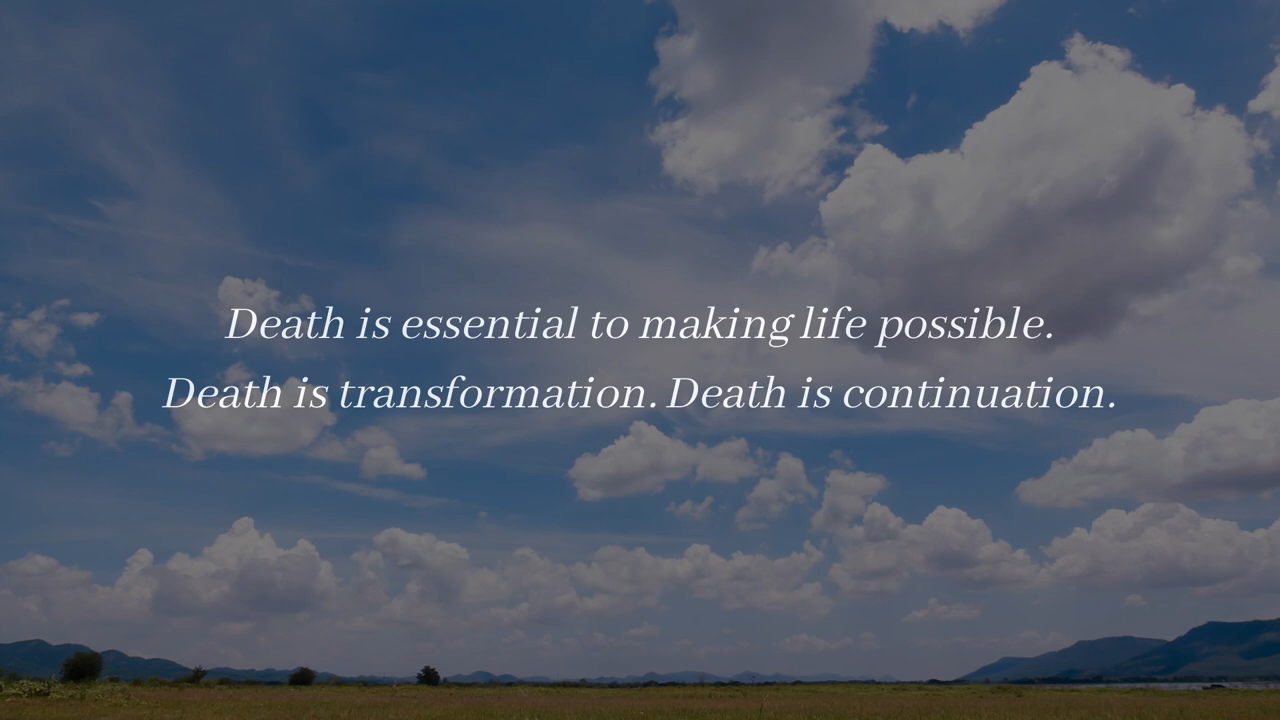 Death is essential to making life possible.
Death is transformation. Death is continuation.